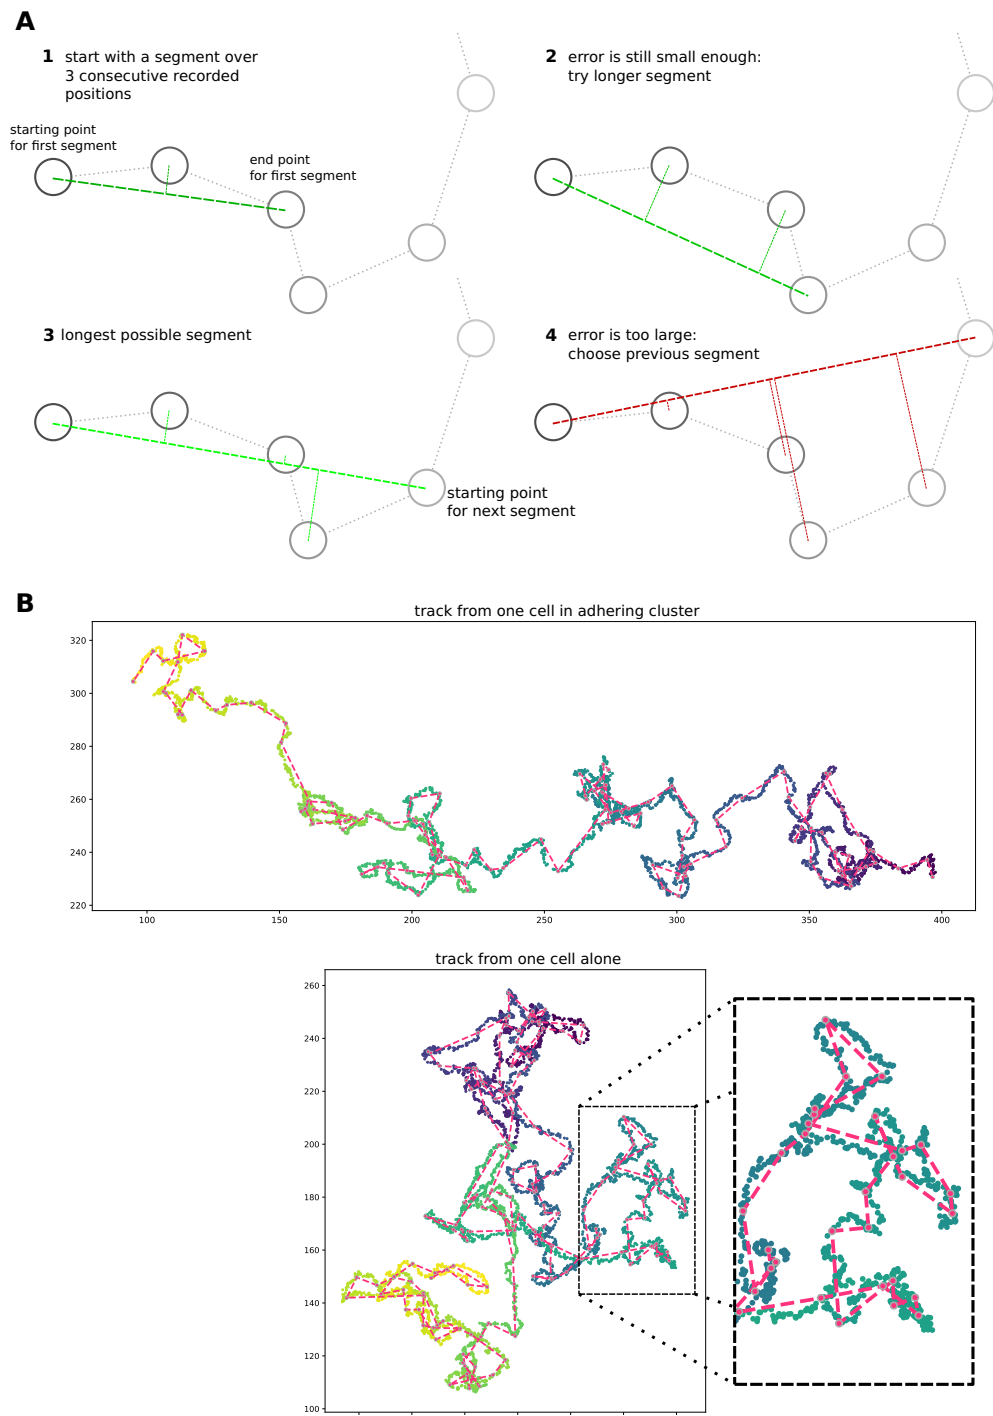 A
1 start with a segment over
3 consecutive recorded
positions
starting point
for first segment
end point
for first segment
2 error is still small enough:
try longer segment
3 longest possible segment
starting point
for next segment
4 error is too large:
choose previous segment
B
track from one cell in adhering cluster
320
300
280
260
240
220
100 150 200 250 300 350 400
track from one cell alone
260
240
220
200
180
160
140
120
100